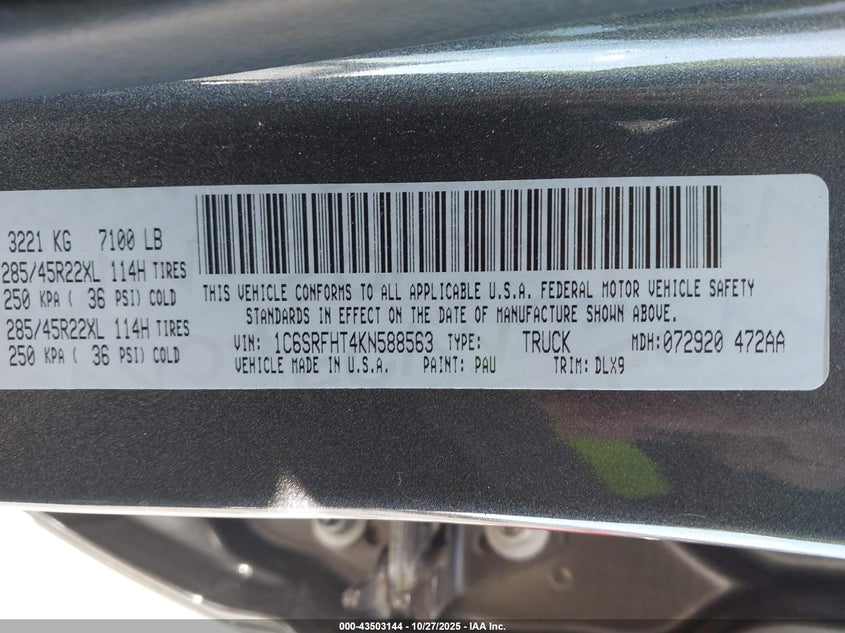 3221 KG 7100 LB
285/45R22XL 114H TIRES
250 KPA ( 36 PSI) COLD
285/45R22XL 114H TIRES
250 KPA ( 36 PSI) COLD
THIS VEHICLE CONFORMS TO ALL APPLICABLE U.S.A. FEDERAL MOTOR VEHICLE SAFETY
STANDARDS IN EFFECT ON THE DATE OF MANUFACTURE SHOWN ABOVE.
VIN: 1C6SRFHT4KN588563 TYPE: TRUCK MDH:072920 472AA
VEHICLE MADE IN U.S.A. PAINT: PAU TRIM: DLX9
000-43503144 - 10/27/2025 - IAA Inc.